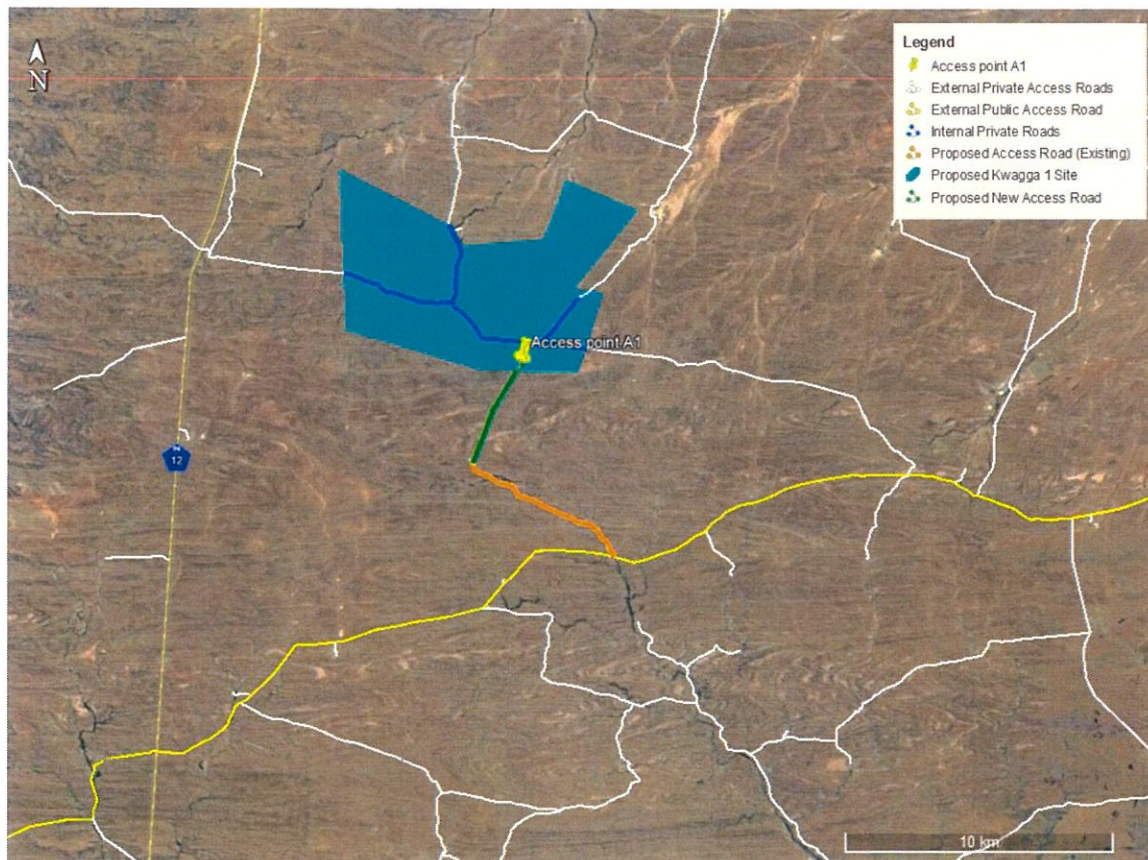 N
Legend
Access point A1
External Private Access Roads
External Public Access Road
Internal Private Roads
Proposed Access Road (Existing)
Proposed Kwagga 1 Site
Proposed New Access Road
Access point A1
N
12
10 km